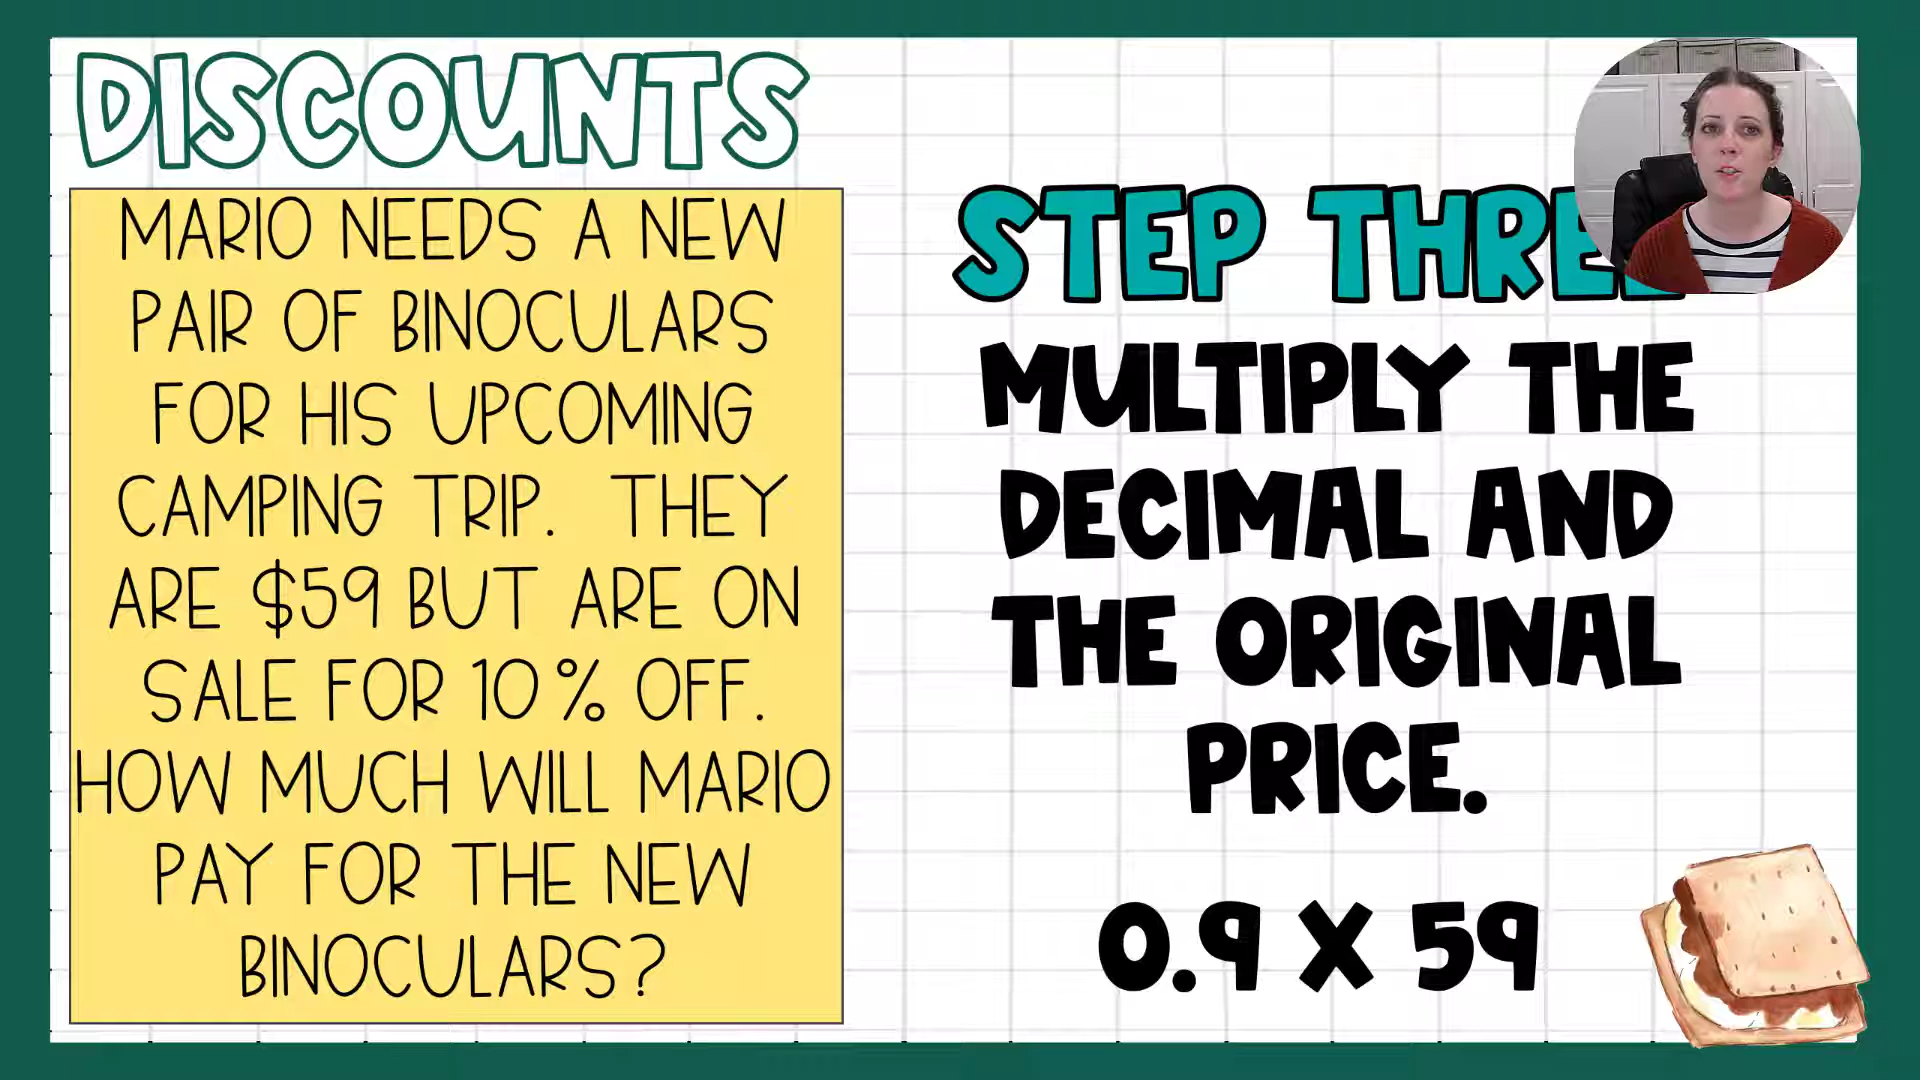 DISCOUNTS
MARIO NEEDS A NEW
PAIR OF BINOCULARS
FOR HIS UPCOMING
CAMPING TRIP. THEY
ARE $59 BUT ARE ON
SALE FOR 10% OFF.
HOW MUCH WILL MARIO
PAY FOR THE NEW
BINOCULARS?
STEP THREE
MULTIPLY THE
DECIMAL AND
THE ORIGINAL
PRICE.
0.9 X 59